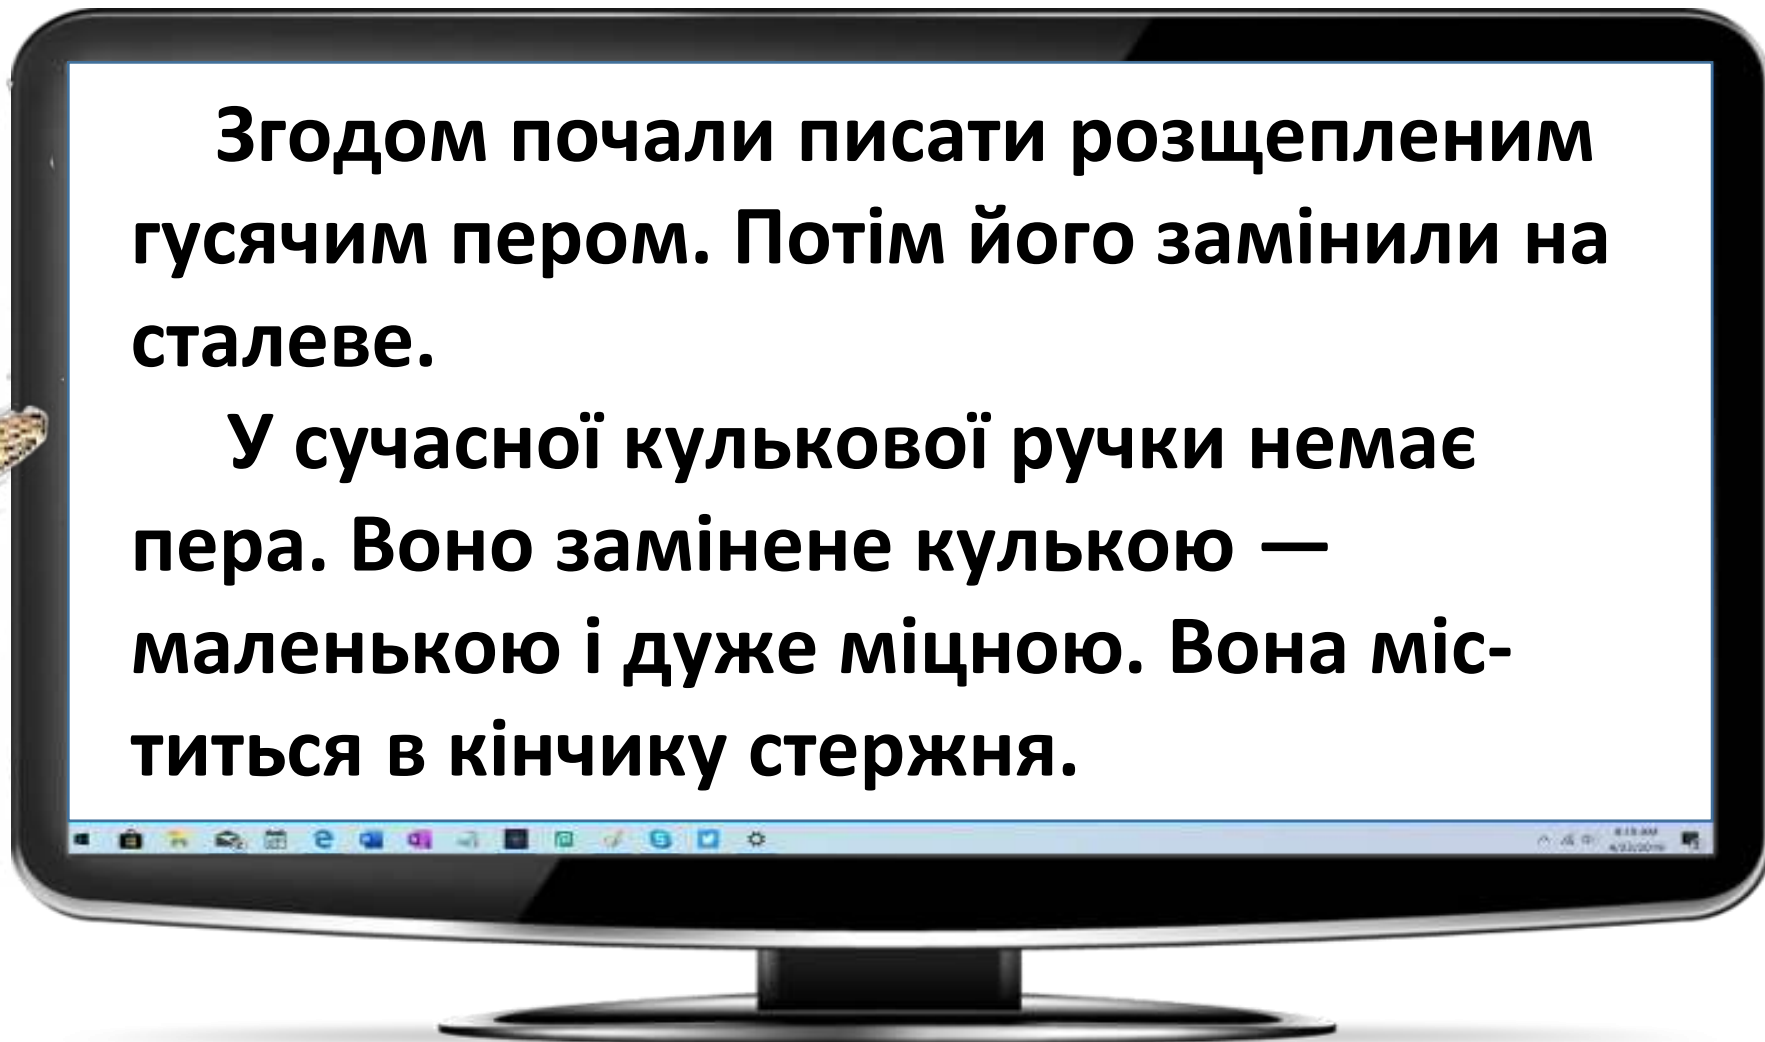 Згодом почали писати розщепленим
гусячим пером. Потім його замінили на
сталеве.
У сучасної кулькової ручки немає
пера. Воно замінене кулькою —
маленькою і дуже міцною. Вона міс-
титься в кінчику стержня.